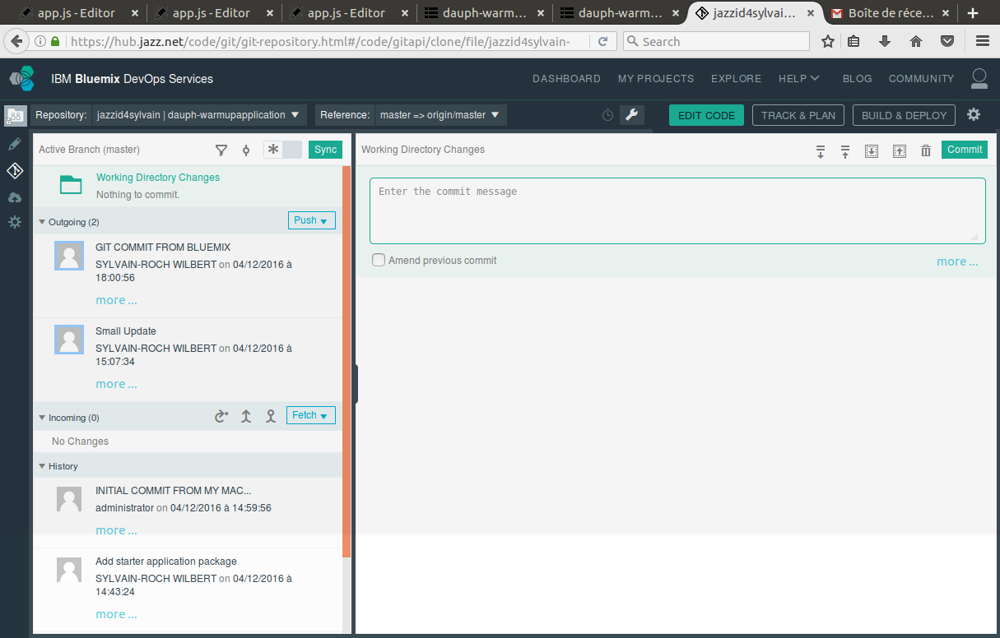 app.js - Editor
app.js - Editor
app.js - Editor
dauph-warm...
dauph-warm...
jazzid4sylvai...
Boîte de réce...
https://hub.jazz.net/code/git/git-repository.html#/code/gitapi/clone/file/jazzid4sylvain-
Search
IBM Bluemix DevOps Services
DASHBOARD
MY PROJECTS
EXPLORE
HELP
BLOG
COMMUNITY
Repository:
jazzid4sylvain | dauph-warmupapplication
Reference:
master => origin/master
EDIT CODE
TRACK & PLAN
BUILD & DEPLOY
Active Branch (master)
Sync
Working Directory Changes
Nothing to commit.
Outgoing (2)
Push
GIT COMMIT FROM BLUEMIX
SYLVAIN-ROCH WILBERT on 04/12/2016 à
18:00:56
more ...
Small Update
SYLVAIN-ROCH WILBERT on 04/12/2016 à
15:07:34
more ...
Incoming (0)
Fetch
No Changes
History
INITIAL COMMIT FROM MY MAC...
administrator on 04/12/2016 à 14:59:56
more ...
Add starter application package
SYLVAIN-ROCH WILBERT on 04/12/2016 à
14:43:24
more ...
Working Directory Changes
Commit
Enter the commit message
Amend previous commit
more ...